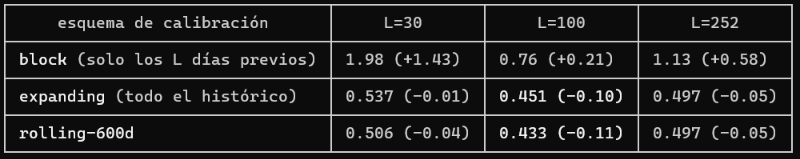 esquema de calibración L=30 L=100 L=252
block (solo los L días previos) 1.98 (+1.43) 0.76 (+0.21) 1.13 (+0.58)
expanding (todo el histórico) 0.537 (−0.01) 0.451 (−0.10) 0.497 (−0.05)
rolling-600d 0.506 (−0.04) 0.433 (−0.11) 0.497 (−0.05)